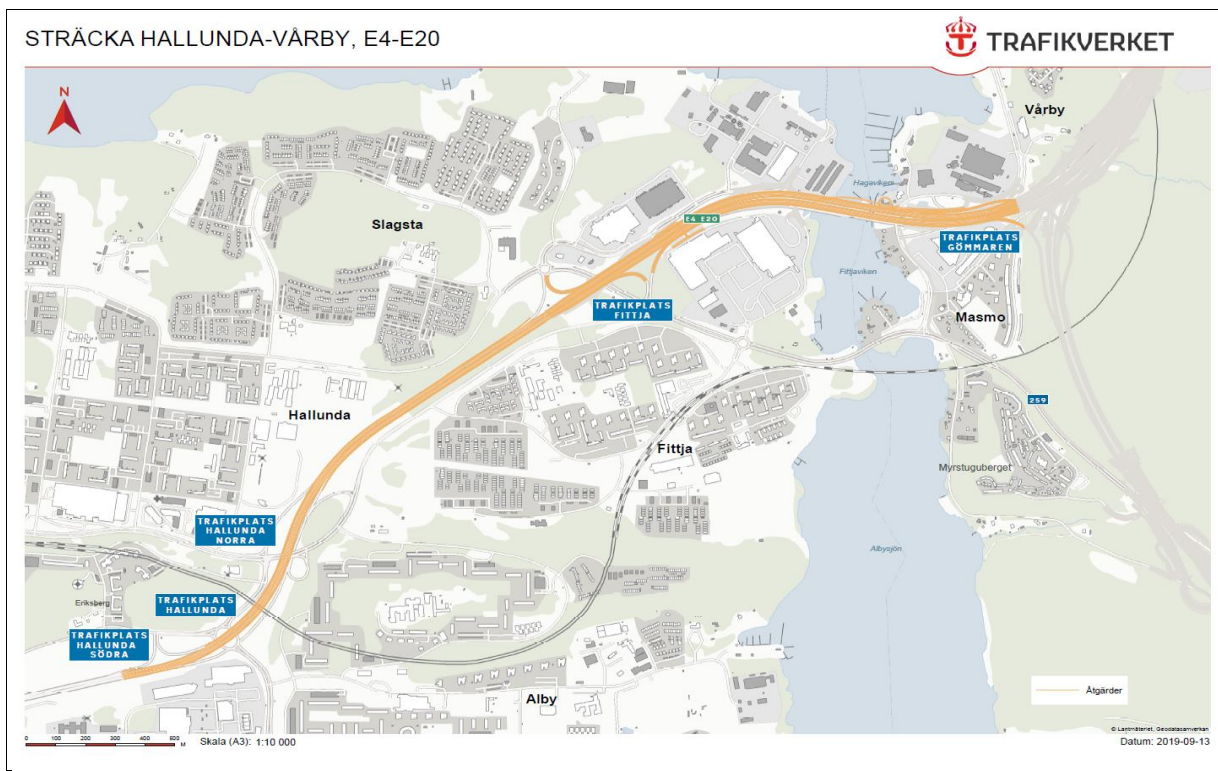 STRÄCKA HALLUNDA-VÅRBY, E4-E20
TRAFIKVERKET
N
Vårby
Hagaviken
Slagsta
E4 E20
TRAFIKPLATS
GÖMMAREN
Fittjaviken
TRAFIKPLATS
FITTJA
Masmo
Hallunda
259
Fittja
Myrstuguberget
TRAFIKPLATS
HALLUNDA
NORRA
Albysjön
Eriksberg
TRAFIKPLATS
HALLUNDA
TRAFIKPLATS
HALLUNDA
SÖDRA
Alby
Åtgärder
© Lantmäteriet, Geodatasamverkan
0 100 200 300 400 500
M
Skala (A3): 1:10 000
Datum: 2019-09-13